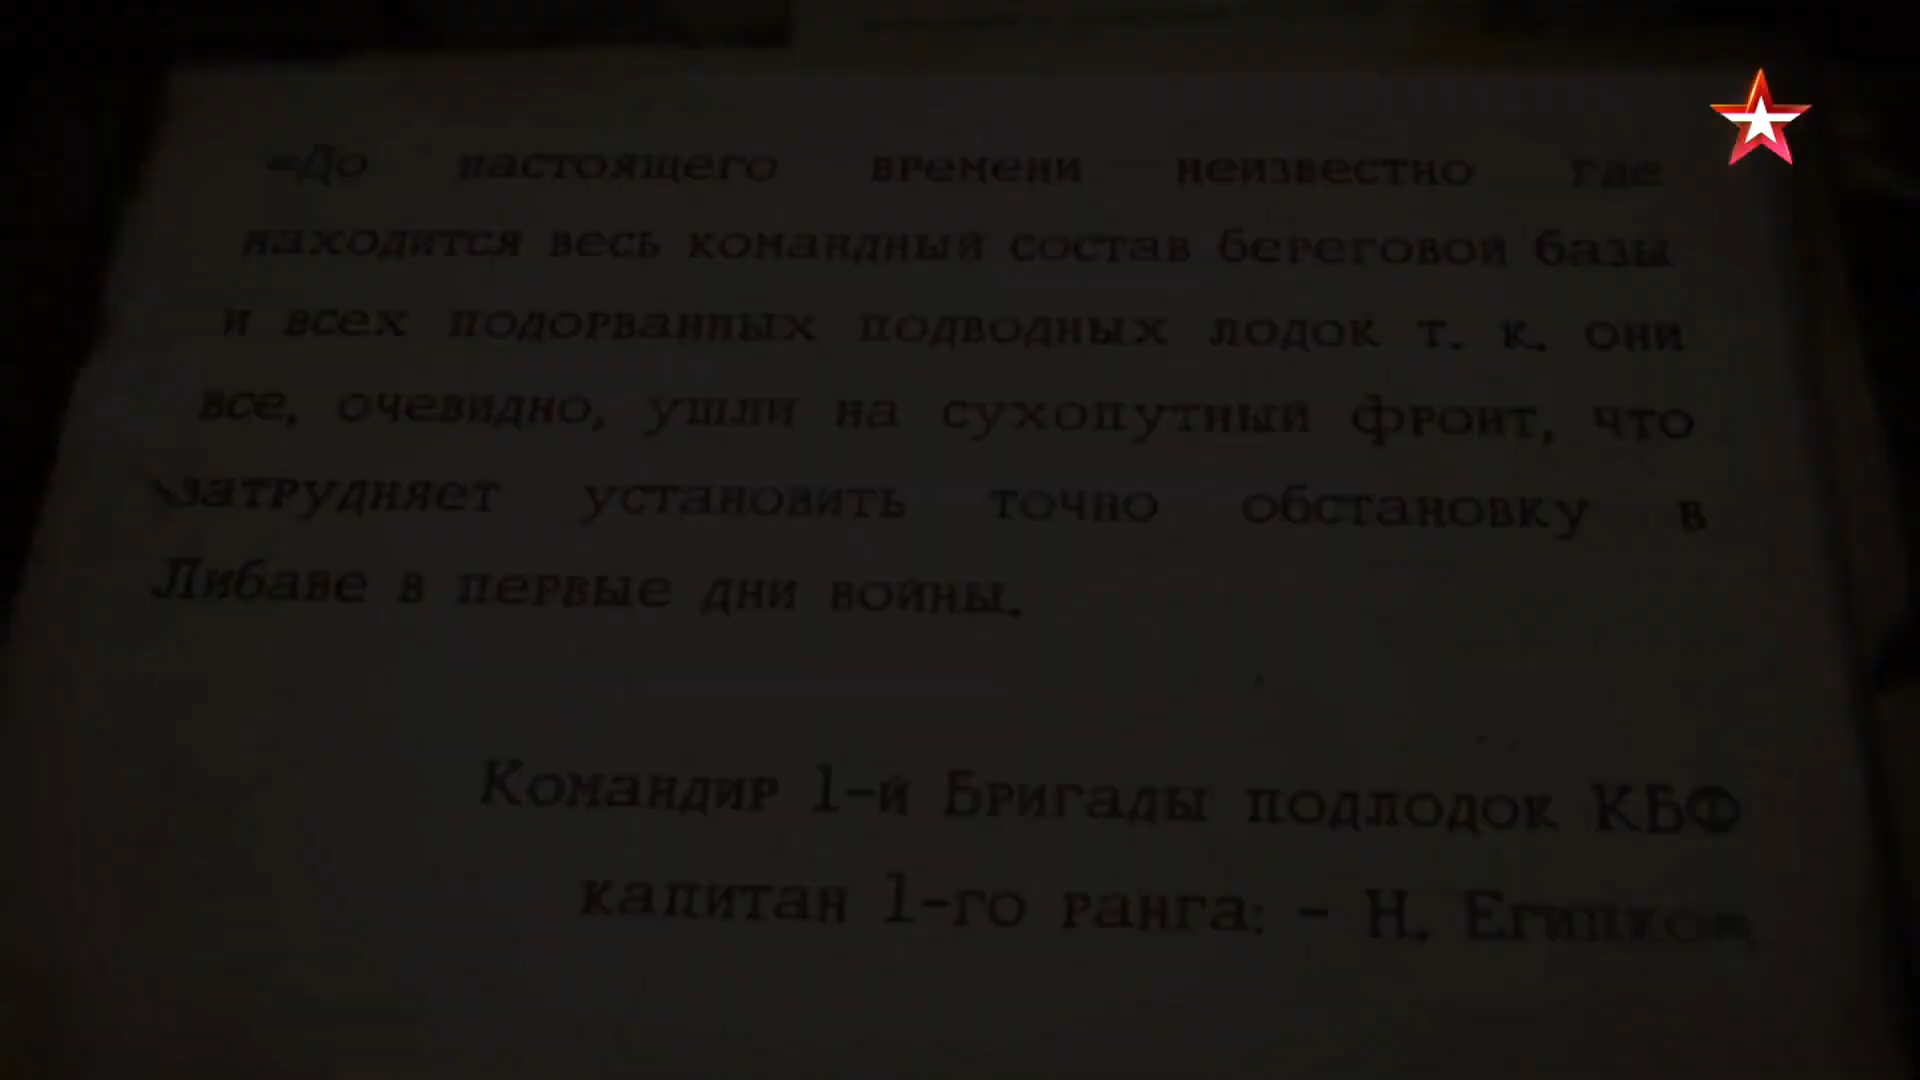 «До настоящего времени неизвестно где
находится весь командный состав береговой базы
и всех подорванных подводных лодок т. к. они
все, очевидно, ушли на сухопутный фронт, что
затрудняет установить точно обстановку в
Либаве в первые дни войны.
Командир 1-й Бригады подлодок КБФ
капитан 1-го ранга: - Н. Египком